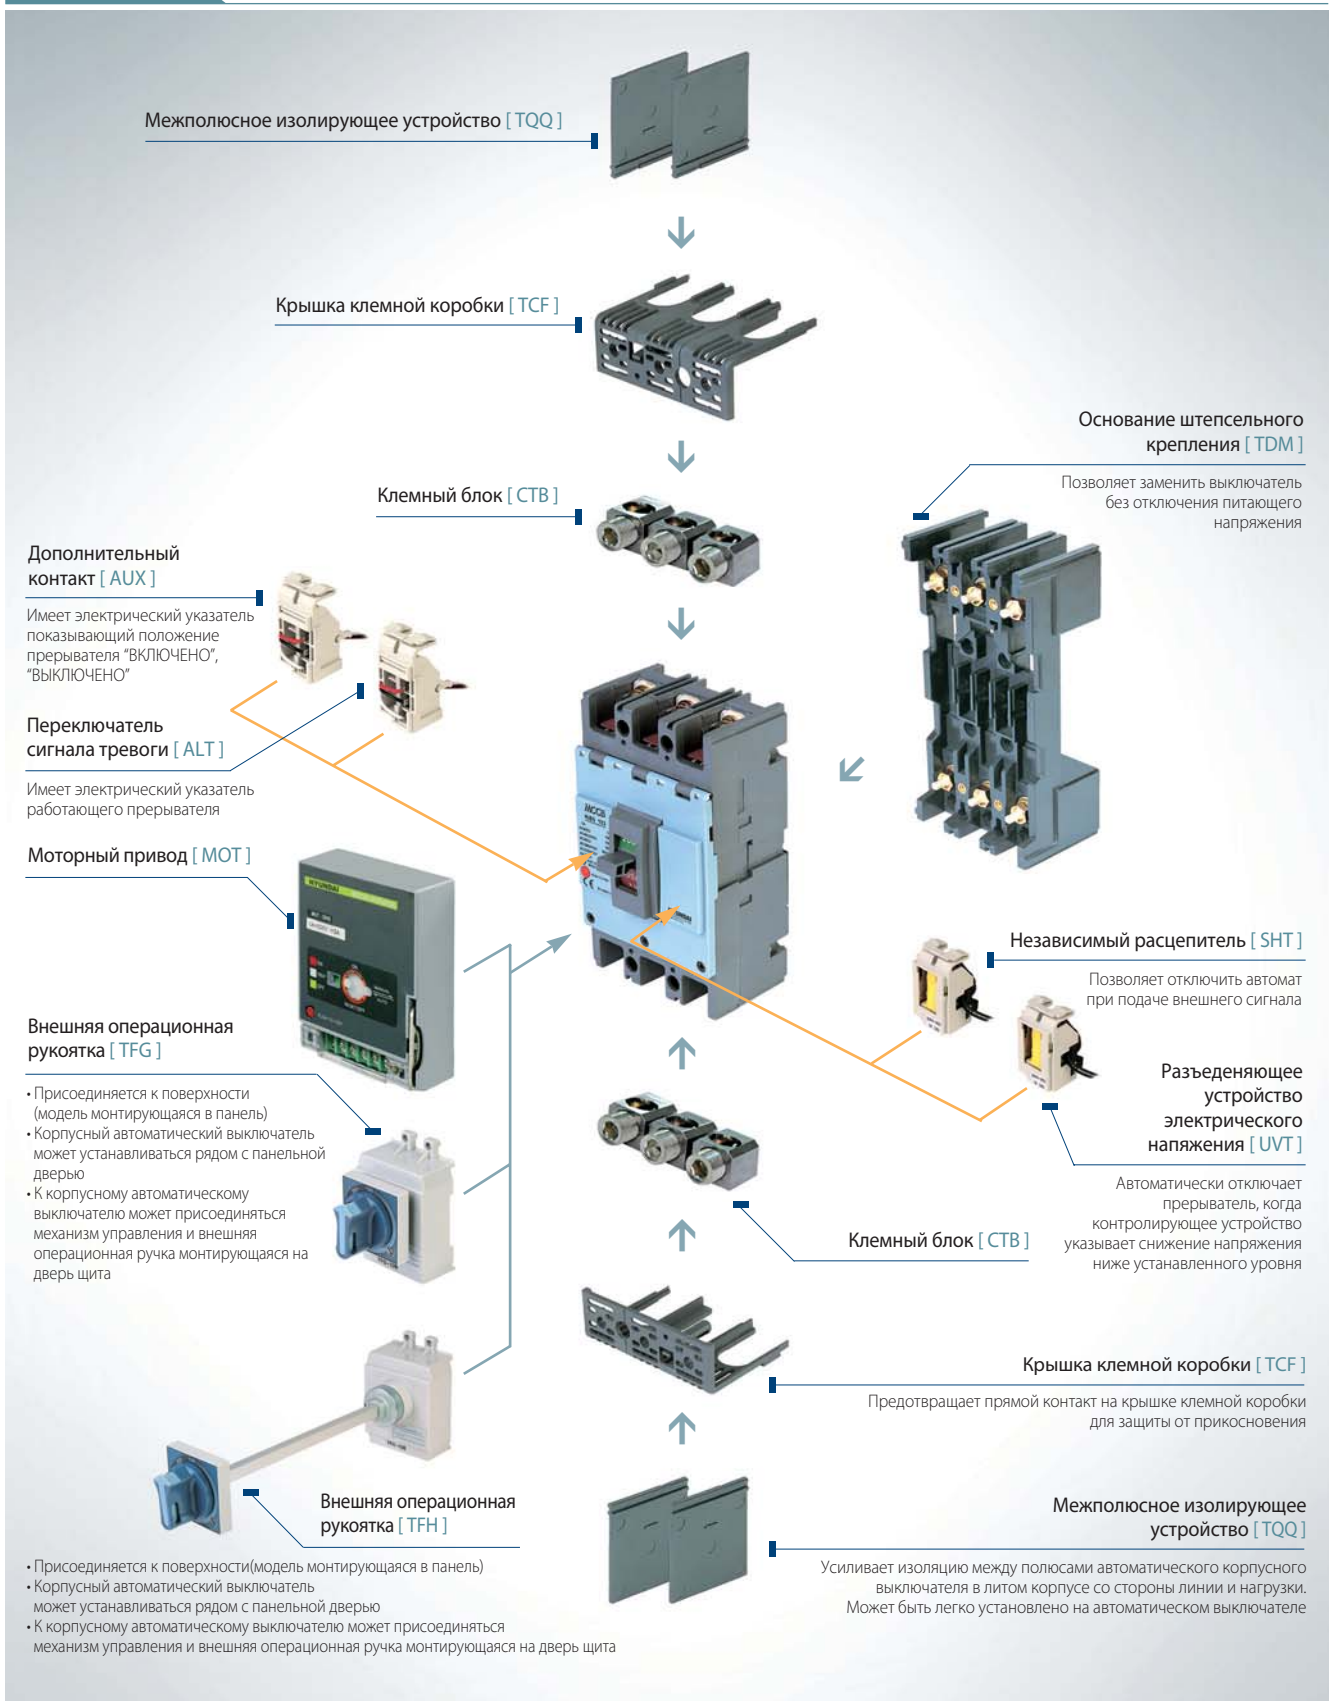 Межполюсное изолирующее устройство [ TQQ ]
Крышка клемной коробки [ TCF ]
Основание штепсельного
крепления [ TDM ]
Позволяет заменить выключатель
без отключения питающего
напряжения
Клемный блок [ CTB ]
Дополнительный
контакт [ AUX ]
Имеет электрический указатель
показывающий положение
прерывателя “ВКЛЮЧЕНО”,
“ВЫКЛЮЧЕНО”
Переключатель
сигнала тревоги [ ALT ]
Имеет электрический указатель
работающего прерывателя
MCCB
Моторный привод [ MOT ]
HYUNDAI
HYUNDAI
Независимый расцепитель [ SHT ]
Позволяет отключить автомат
при подаче внешнего сигнала
Внешняя операционная
рукоятка [ TFG ]
• Присоединяется к поверхности
(модель монтирующаяся в панель)
• Корпусный автоматический выключатель
может устанавливаться рядом с панельной
дверью
• К корпусному автоматическому
выключателю может присоединяться
механизм управления и внешняя
операционная ручка монтирующаяся на
дверь щита
Разъеденяющее
устройство
электрического
напяжения [ UVT ]
Автоматически отключает
прерыватель, когда
контролирующее устройство
указывает снижение напряжения
ниже устанавленного уровня
Клемный блок [ CTB ]
Крышка клемной коробки [ TCF ]
Предотвращает прямой контакт на крышке клемной коробки
для защиты от прикосновения
Внешняя операционная
рукоятка [ TFH ]
• Присоединяется к поверхности(модель монтирующаяся в панель)
• Корпусный автоматический выключатель
может устанавливаться рядом с панельной дверью
• К корпусному автоматическому выключателю может присоединяться
механизм управления и внешняя операционная ручка монтирующаяся на дверь щита
Межполюсное изолирующее
устройство [ TQQ ]
Усиливает изоляцию между полюсами автоматического корпусного
выключателя в литом корпусе со стороны линии и нагрузки.
Может быть легко установлено на автоматическом выключателе